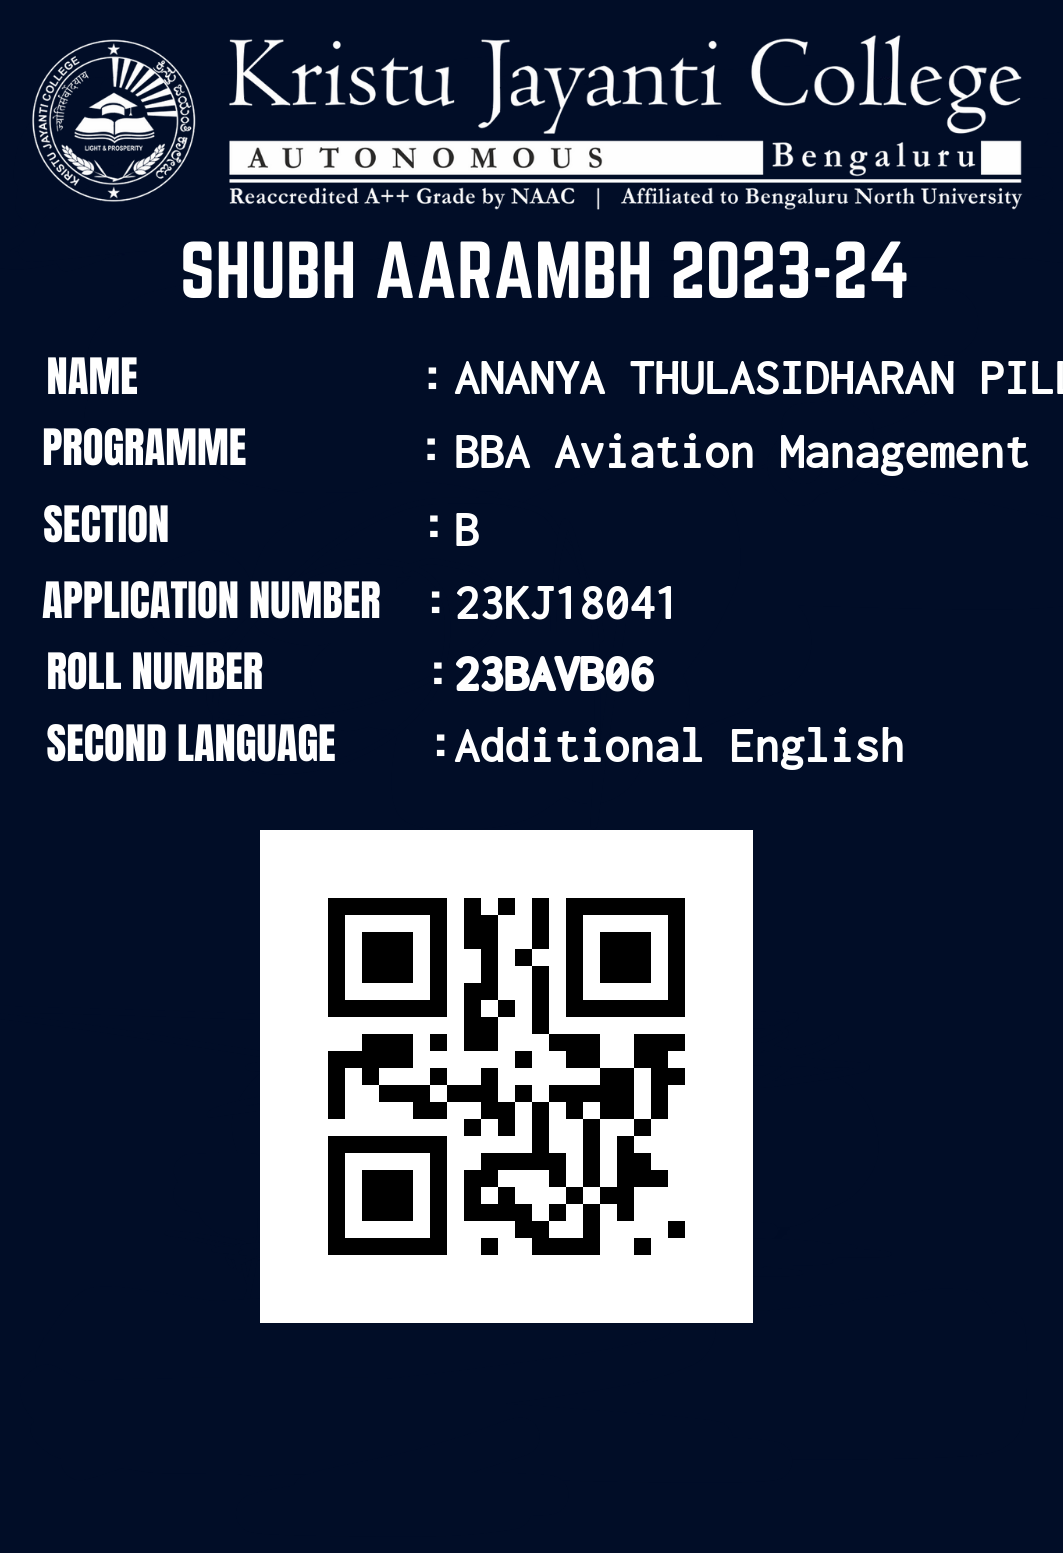 Kristu Jayanti College
AUTONOMOUS Bengaluru
Reaccredited A++ Grade by NAAC | Affiliated to Bengaluru North University
KRISTU JAYANTI COLLEGE
LIGHT & PROSPERITY
SHUBH AARAMBH 2023-24
NAME : ANANYA THULASIDHARAN PILL
PROGRAMME : BBA Aviation Management
SECTION : B
APPLICATION NUMBER : 23KJ18041
ROLL NUMBER : 23BAVB06
SECOND LANGUAGE : Additional English